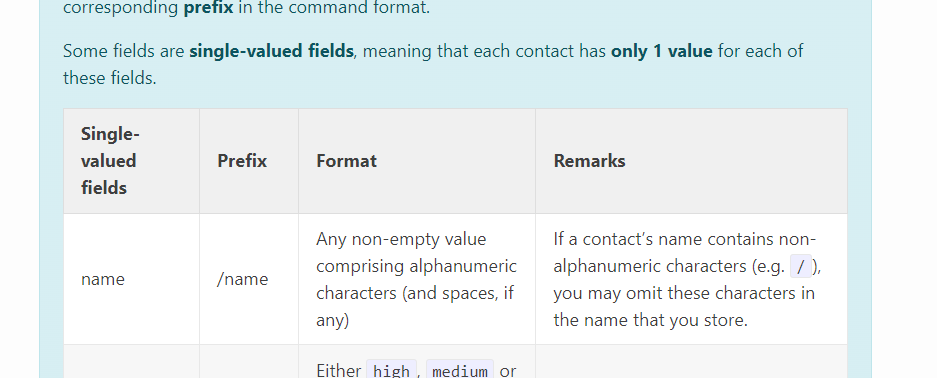 corresponding prefix in the command format.
Some fields are single-valued fields, meaning that each contact has only 1 value for each of
these fields.
Single-
valued
fields
Prefix
Format
Remarks
name
/name
Any non-empty value
comprising alphanumeric
characters (and spaces, if
any)
If a contact's name contains non-
alphanumeric characters (e.g. / ),
you may omit these characters in
the name that you store.
Either high , medium or